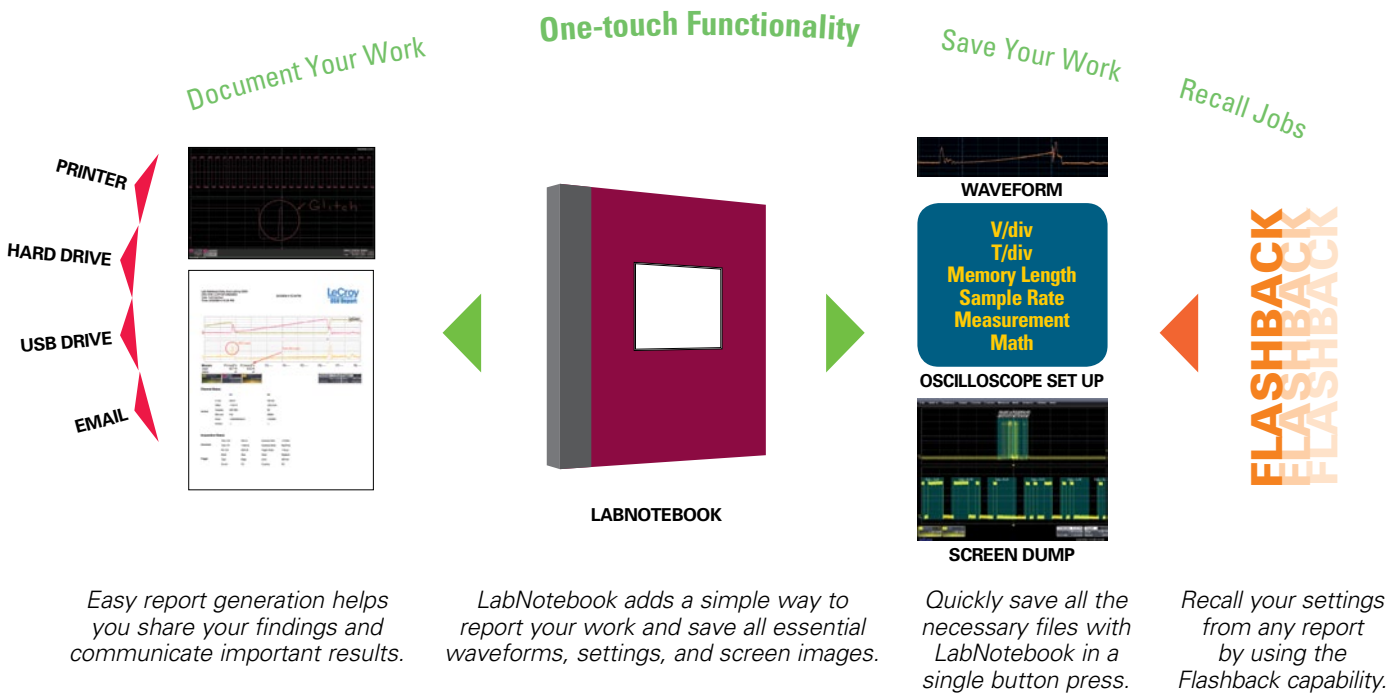 One-touch Functionality
Document Your Work
Save Your Work
Recall Jobs
PRINTER
HARD DRIVE
USB DRIVE
EMAIL
Glitch
LeCroy
LABNOTEBOOK
WAVEFORM
V/div
T/div
Memory Length
Sample Rate
Measurement
Math
OSCILLOSCOPE SET UP
SCREEN DUMP
FLASHBACK
FLASHBACK
FLASHBACK
Easy report generation helps
you share your findings and
communicate important results.
LabNotebook adds a simple way to
report your work and save all essential
waveforms, settings, and screen images.
Quickly save all the
necessary files with
LabNotebook in a
single button press.
Recall your settings
from any report
by using the
Flashback capability.